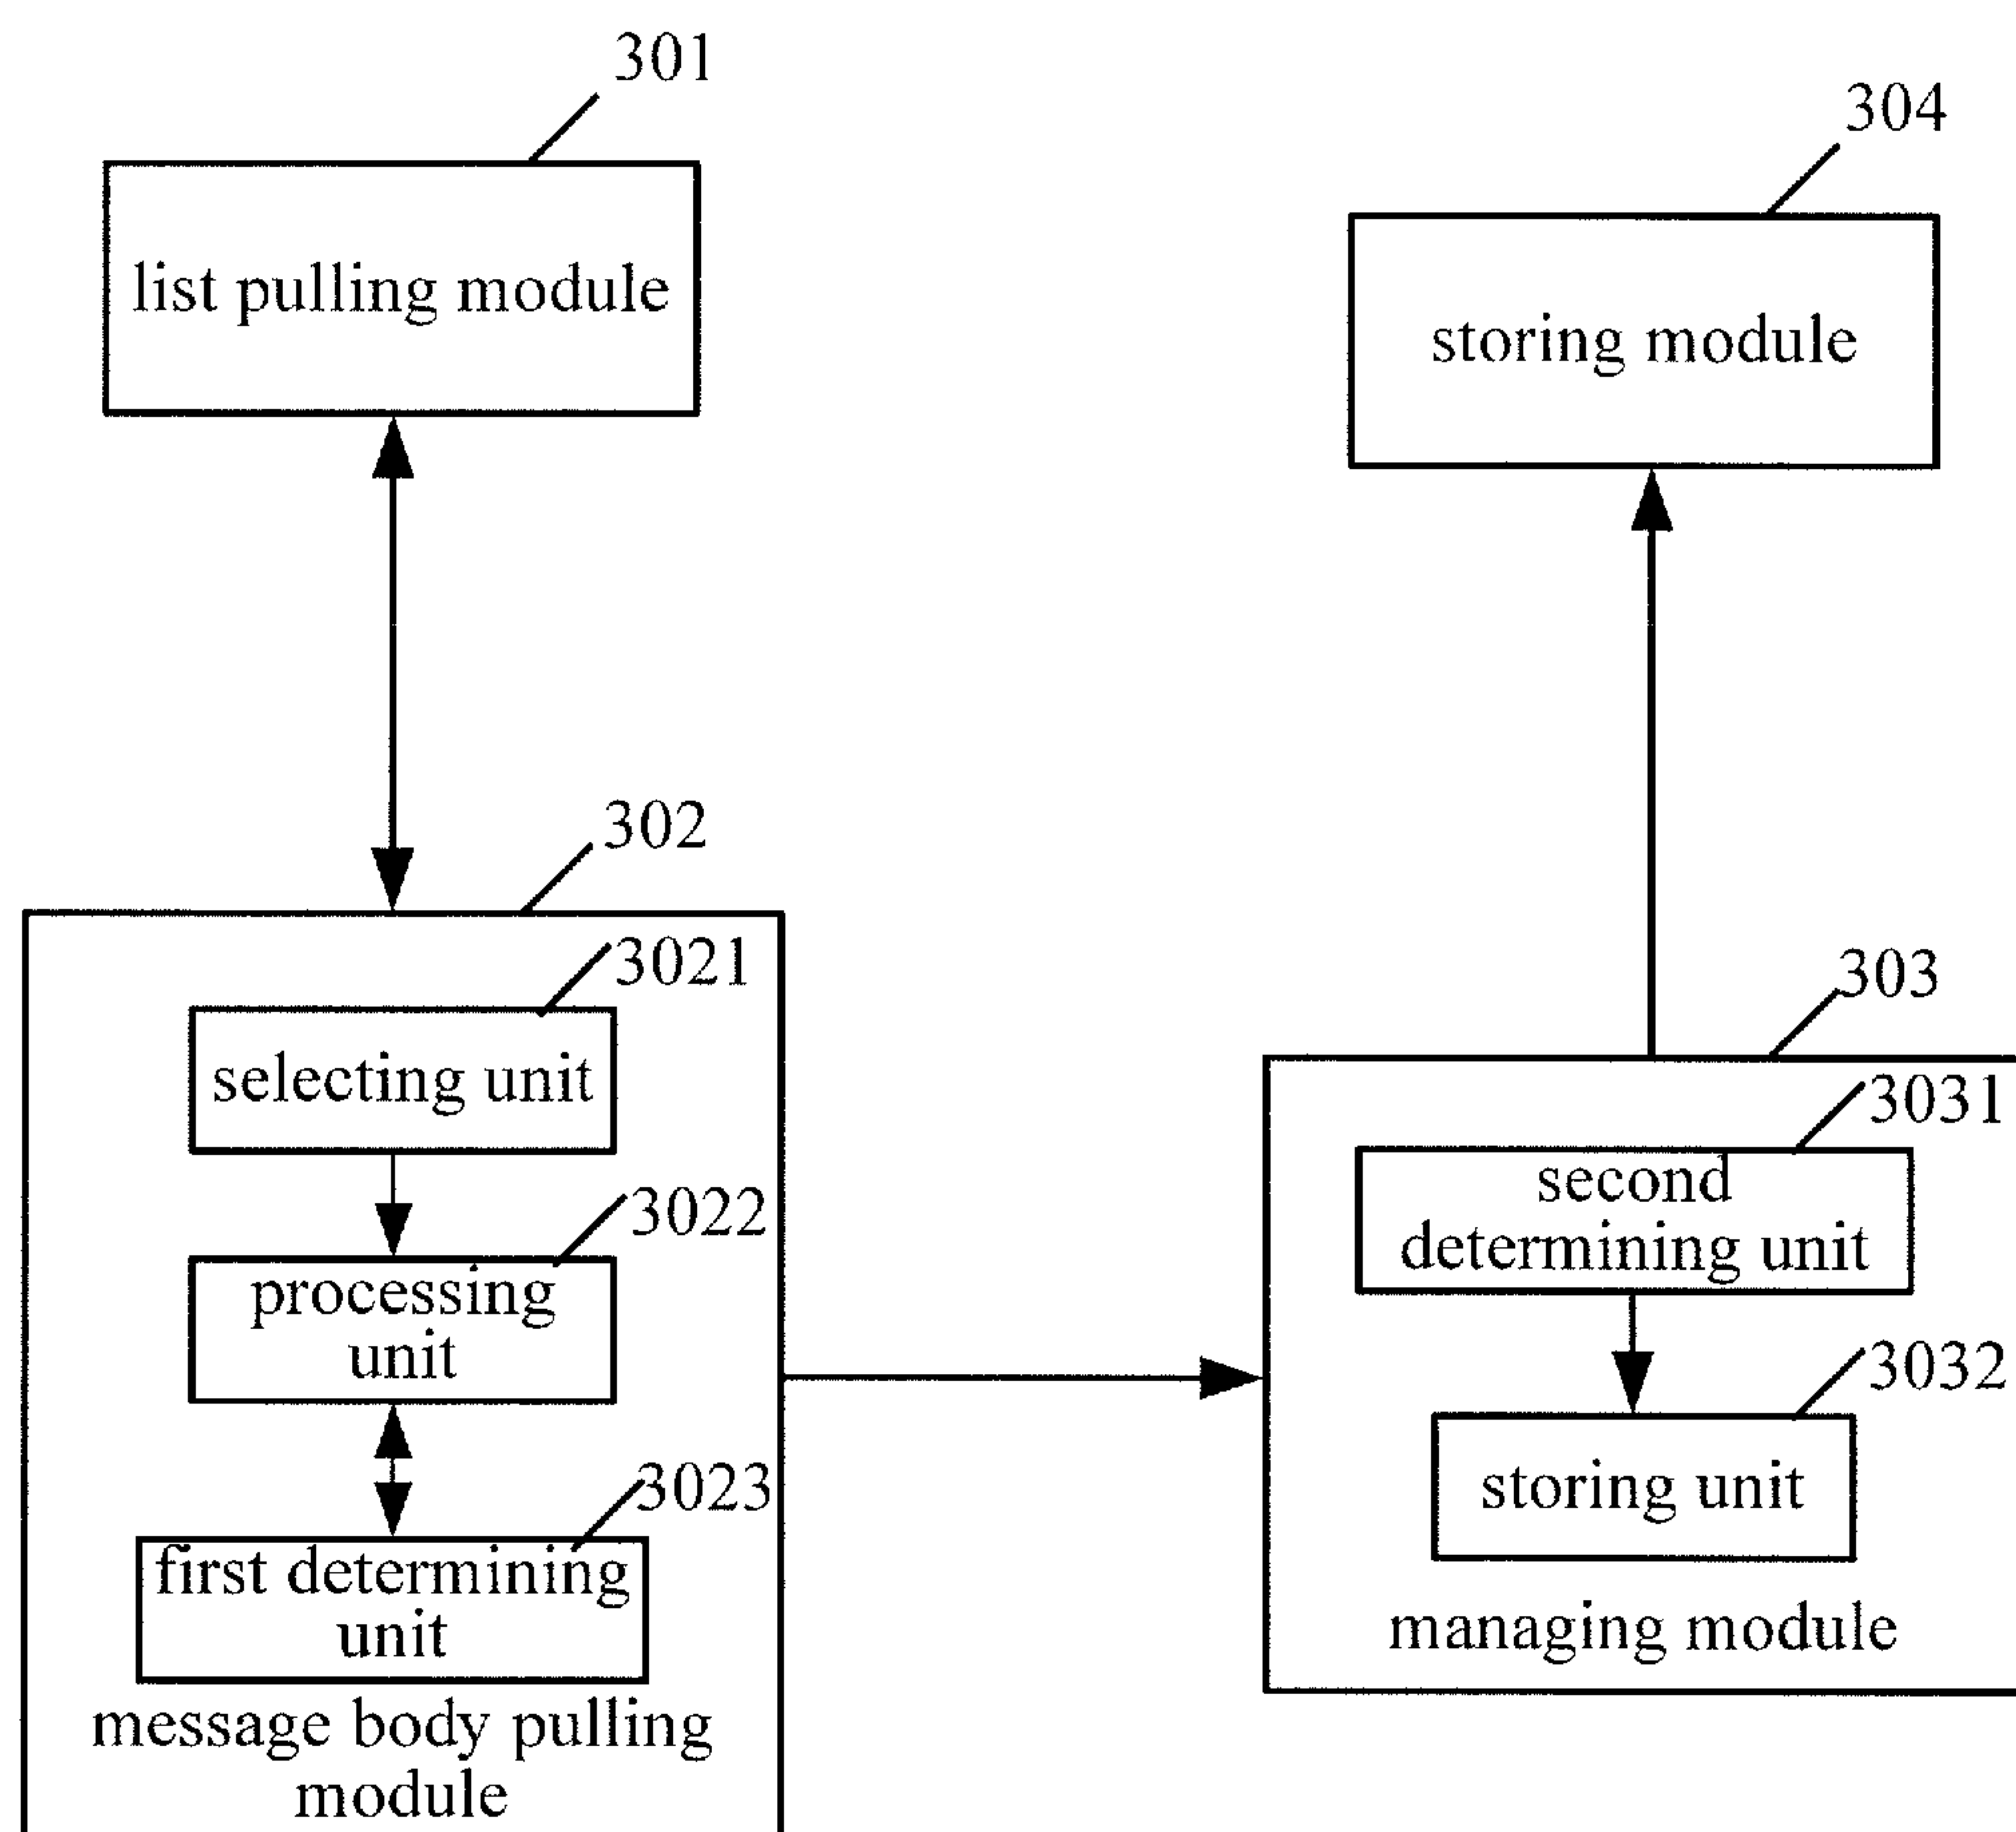 301
list pulling module
304
storing module
302
3021
selecting unit
3022
processing
unit
3023
first determining
unit
message body pulling
module
303
3031
second
determining unit
3032
storing unit
managing module